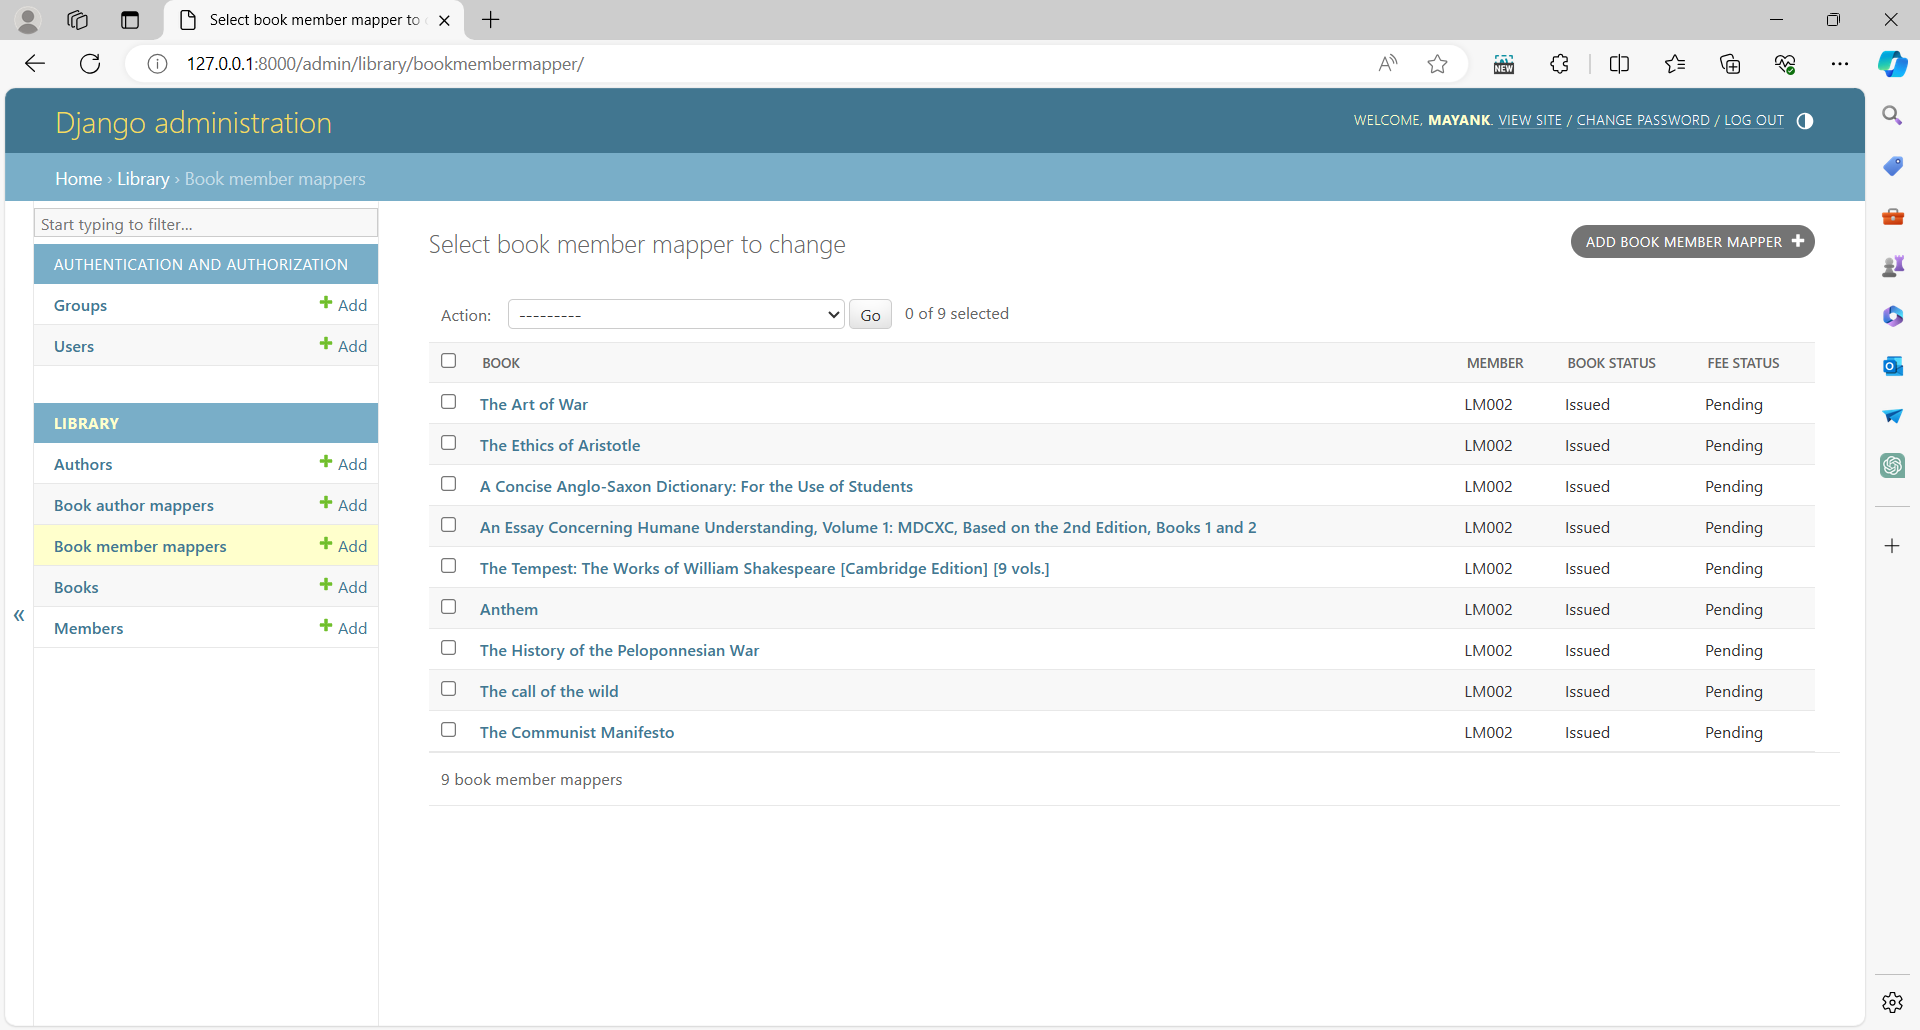 Select book member mapper to
127.0.0.1:8000/admin/library/bookmembermapper/
NEW
Django administration
WELCOME, MAYANK. VIEW SITE / CHANGE PASSWORD / LOG OUT
Home › Library › Book member mappers
Start typing to filter...
AUTHENTICATION AND AUTHORIZATION
Groups + Add
Users + Add
LIBRARY
Authors + Add
Book author mappers + Add
Book member mappers + Add
Books + Add
Members + Add
«
Select book member mapper to change
ADD BOOK MEMBER MAPPER +
Action: --------- Go 0 of 9 selected
BOOK MEMBER BOOK STATUS FEE STATUS
The Art of War LM002 Issued Pending
The Ethics of Aristotle LM002 Issued Pending
A Concise Anglo-Saxon Dictionary: For the Use of Students LM002 Issued Pending
An Essay Concerning Humane Understanding, Volume 1: MDCXC, Based on the 2nd Edition, Books 1 and 2 LM002 Issued Pending
The Tempest: The Works of William Shakespeare [Cambridge Edition] [9 vols.] LM002 Issued Pending
Anthem LM002 Issued Pending
The History of the Peloponnesian War LM002 Issued Pending
The call of the wild LM002 Issued Pending
The Communist Manifesto LM002 Issued Pending
9 book member mappers